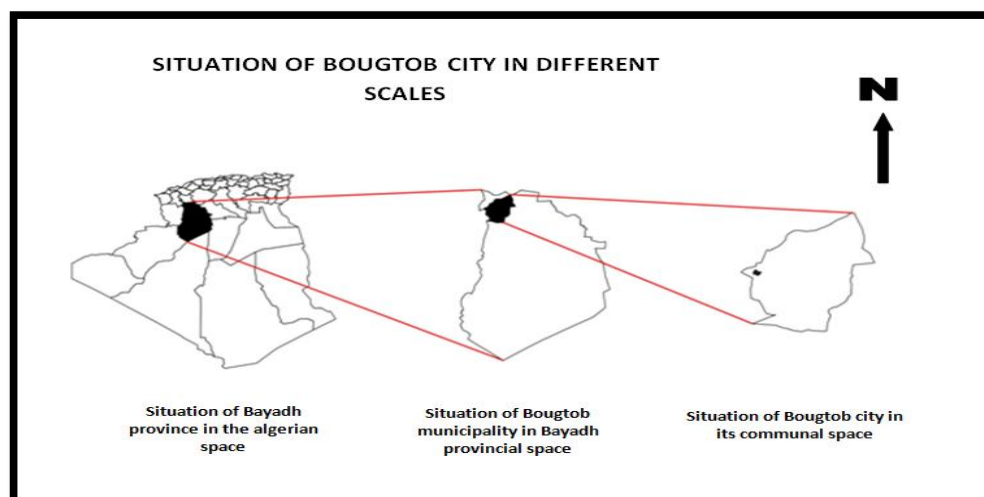 SITUATION OF BOUGTOB CITY IN DIFFERENT
SCALES
N
Situation of Bayadh
province in the algerian
space
Situation of Bougtob
municipality in Bayadh
provincial space
Situation of Bougtob city in
its communal space